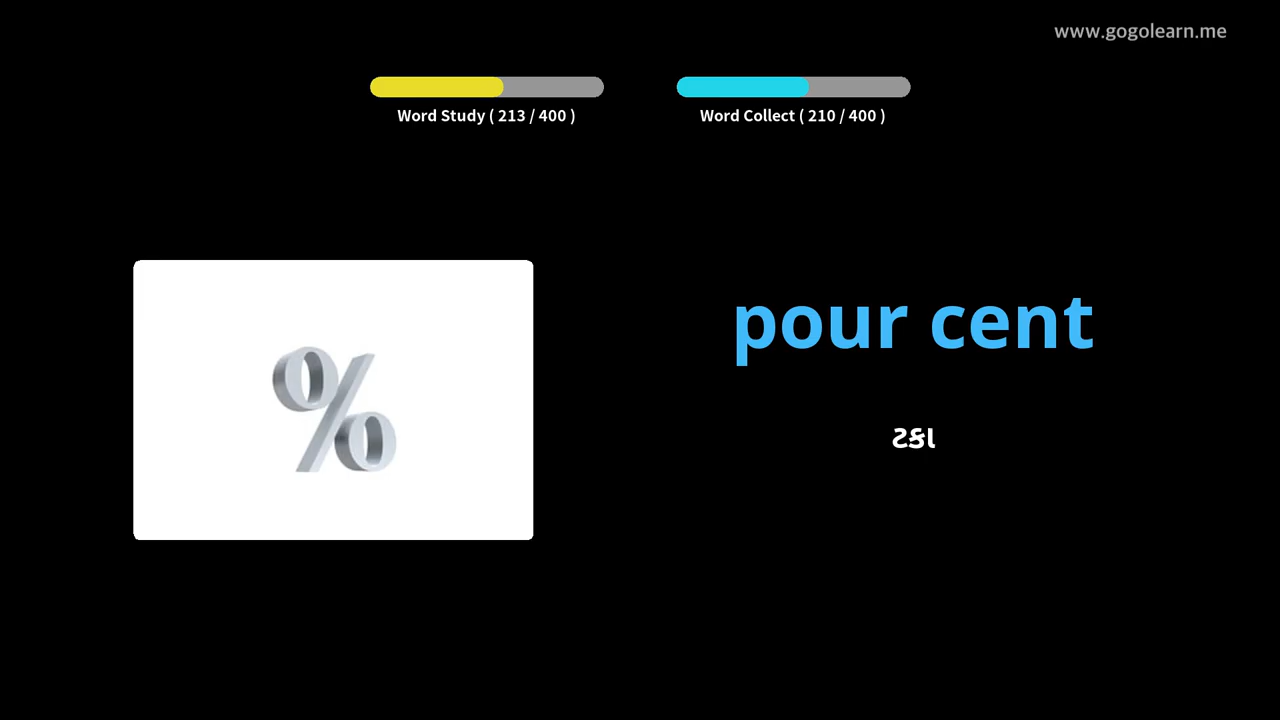 www.gogolearn.me
Word Study ( 213 / 400 )
Word Collect ( 210 / 400 )
%
pour cent
ટકા